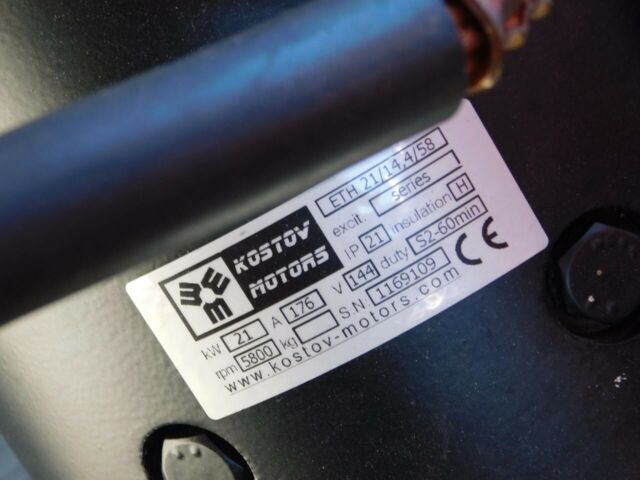 KOSTOV
MOTORS
ETH 21/14,4/58
excit. series
IP 21 insulation H
kW 21 A 176 V 144 duty S2-60min
rpm 5800 kg S.N. 1169109
www.kostov-motors.com
CE